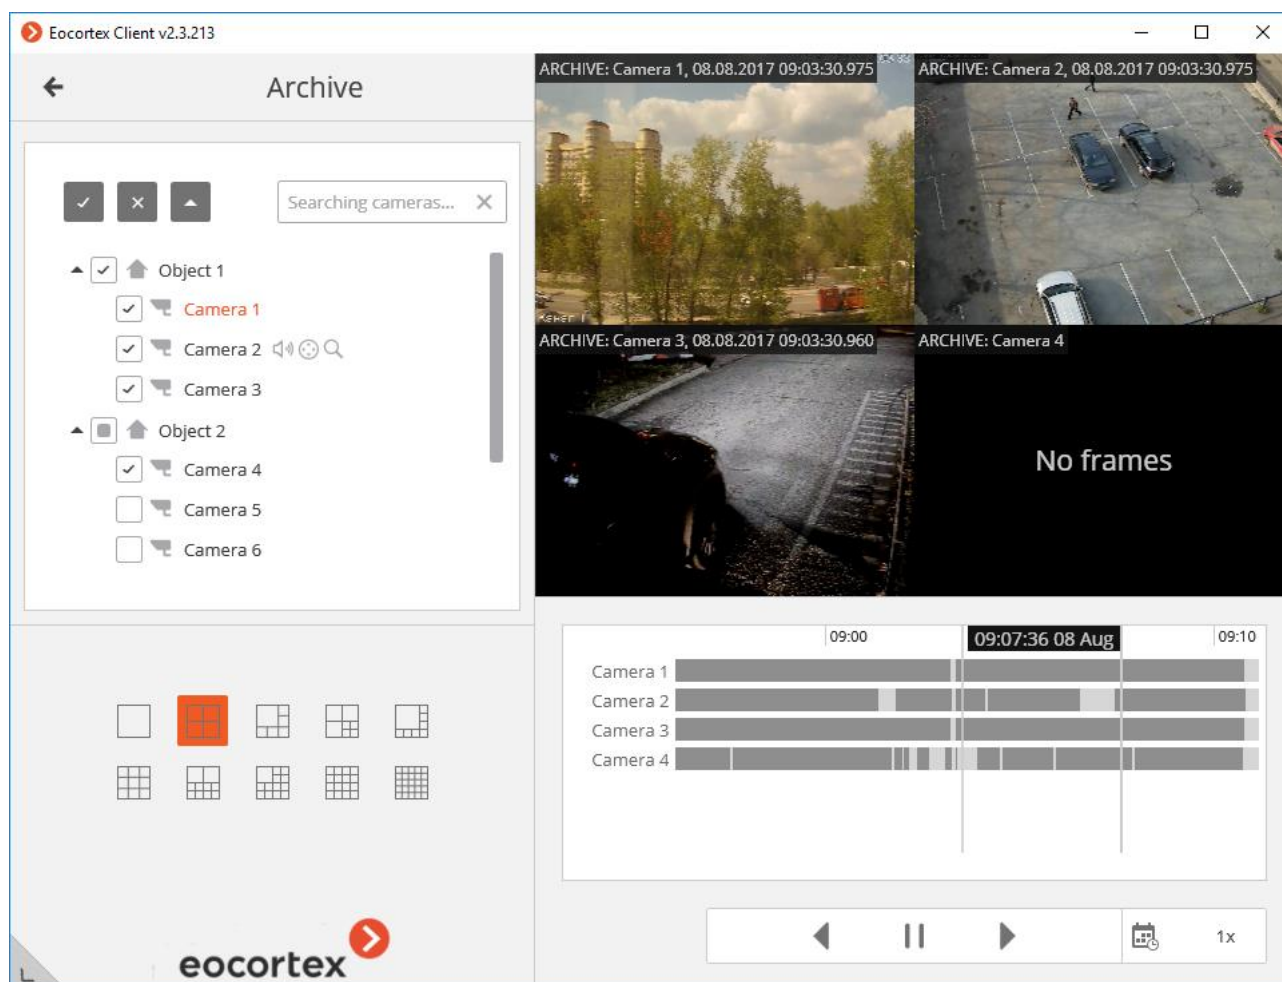 Eocortex Client v2.3.213
Archive
Searching cameras...
Object 1
Camera 1
Camera 2
Camera 3
Object 2
Camera 4
Camera 5
Camera 6
eocortex
ARCHIVE: Camera 1, 08.08.2017 09:03:30.975
ARCHIVE: Camera 2, 08.08.2017 09:03:30.975
ARCHIVE: Camera 3, 08.08.2017 09:03:30.960
ARCHIVE: Camera 4
No frames
09:00
09:07:36 08 Aug
09:10
Camera 1
Camera 2
Camera 3
Camera 4
1x